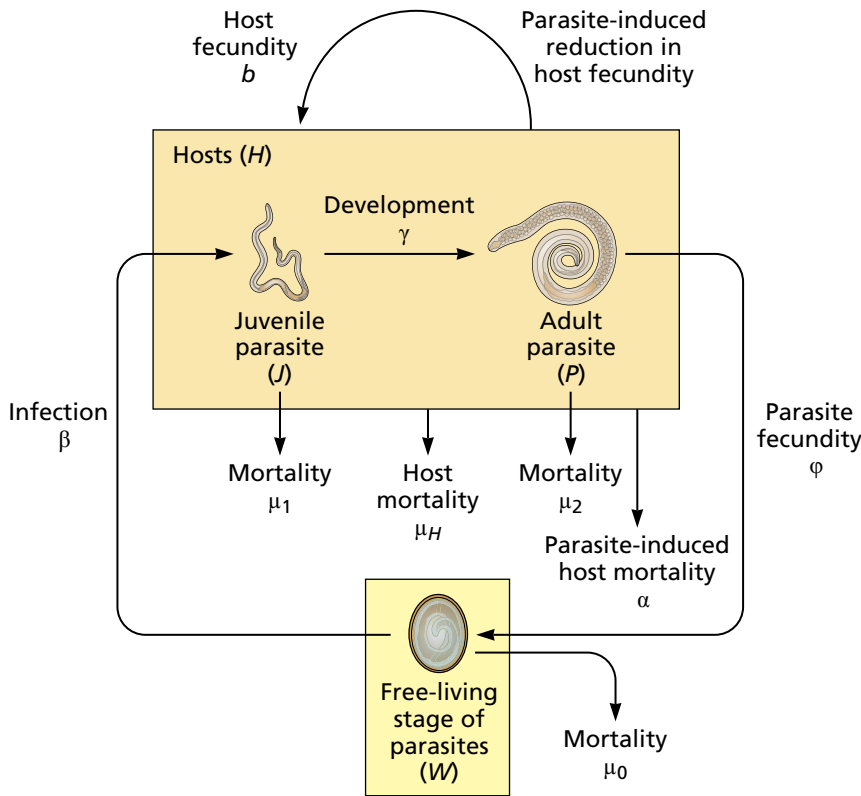 Host
fecundity
b
Parasite-induced
reduction in
host fecundity
Hosts (H)
Development
γ
Juvenile
parasite
(J)
Adult
parasite
(P)
Infection
β
Parasite
fecundity
φ
Mortality
μ1
Host
mortality
μH
Mortality
μ2
Parasite-induced
host mortality
α
Free-living
stage of
parasites
(W)
Mortality
μ0